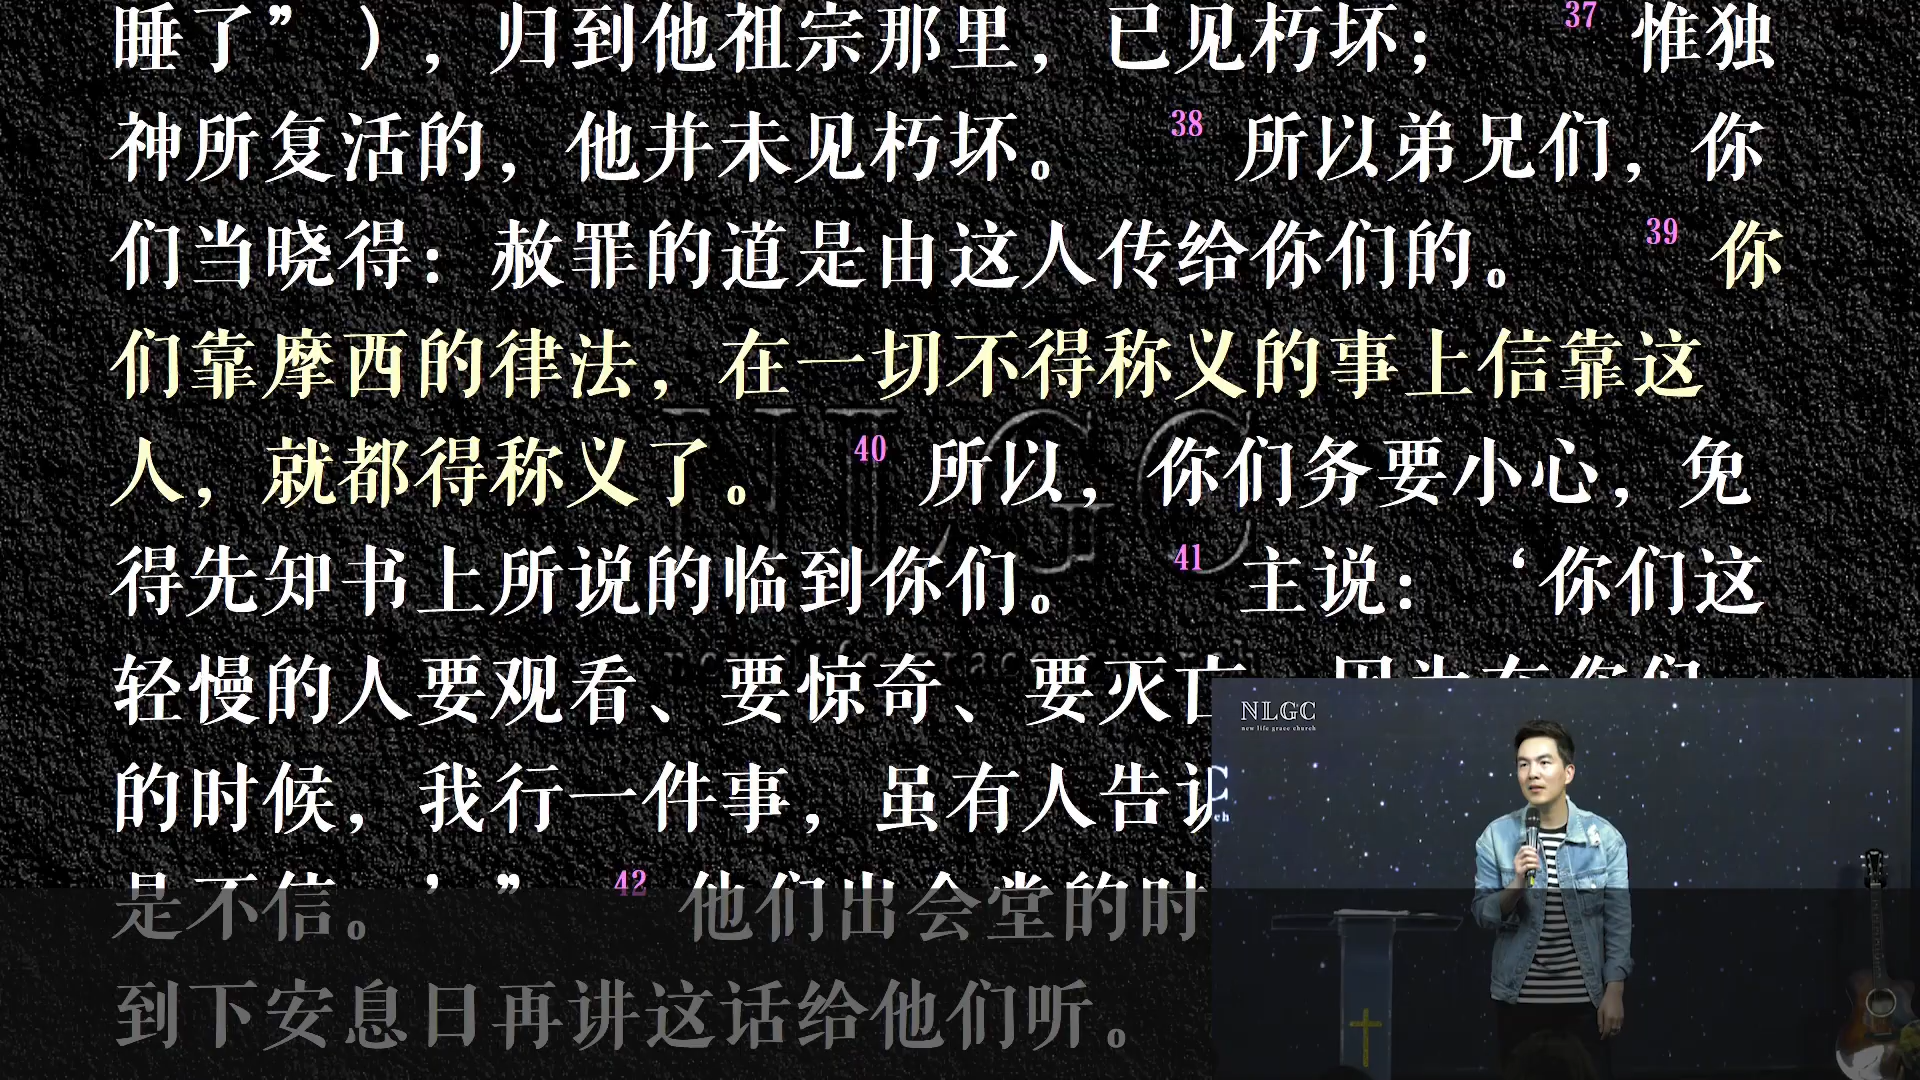 睡了”），归到他祖宗那里，已见朽坏； 37 惟独
神所复活的，他并未见朽坏。 38 所以弟兄们，你
们当晓得：赦罪的道是由这人传给你们的。 39 你
们靠摩西的律法，在一切不得称义的事上信靠这
人，就都得称义了。 40 所以，你们务要小心，免
得先知书上所说的临到你们。 41 主说：‘你们这
轻慢的人要观看、要惊奇、要灭亡
的时候，我行一件事，虽有人告诉
是不信。’” 42 他们出会堂的时
到下安息日再讲这话给他们听。
NLGC
new life grace church
NLGC
new life grace church